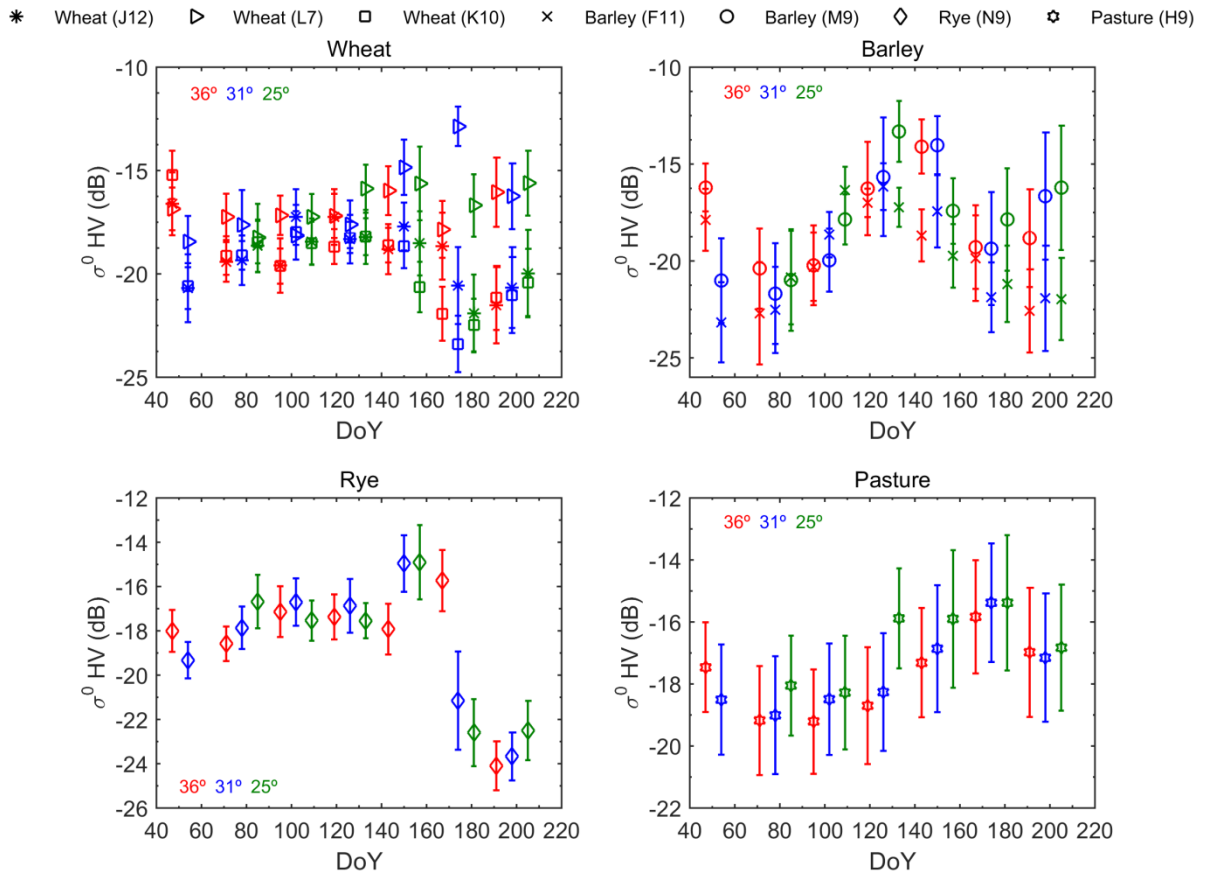 Wheat (J12) Wheat (L7) Wheat (K10) Barley (F11) Barley (M9) Rye (N9) Pasture (H9)
Wheat
-10
-15
-20
-25
σ⁰ HV (dB)
36º 31º 25º
40 60 80 100 120 140 160 180 200 220
DoY
Barley
-10
-15
-20
-25
σ⁰ HV (dB)
36º 31º 25º
40 60 80 100 120 140 160 180 200 220
DoY
Rye
-12
-14
-16
-18
-20
-22
-24
-26
σ⁰ HV (dB)
36º 31º 25º
40 60 80 100 120 140 160 180 200 220
DoY
Pasture
-12
-14
-16
-18
-20
-22
σ⁰ HV (dB)
36º 31º 25º
40 60 80 100 120 140 160 180 200 220
DoY